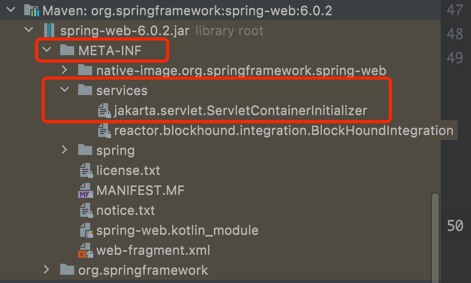 Maven: org.springframework:spring-web:6.0.2
spring-web-6.0.2.jar library root
META-INF
native-image.org.springframework.spring-web
services
jakarta.servlet.ServletContainerInitializer
reactor.blockhound.integration.BlockHoundIntegration
spring
license.txt
MF MANIFEST.MF
notice.txt
spring-web.kotlin_module
web-fragment.xml
org.springframework
47
48
49
50